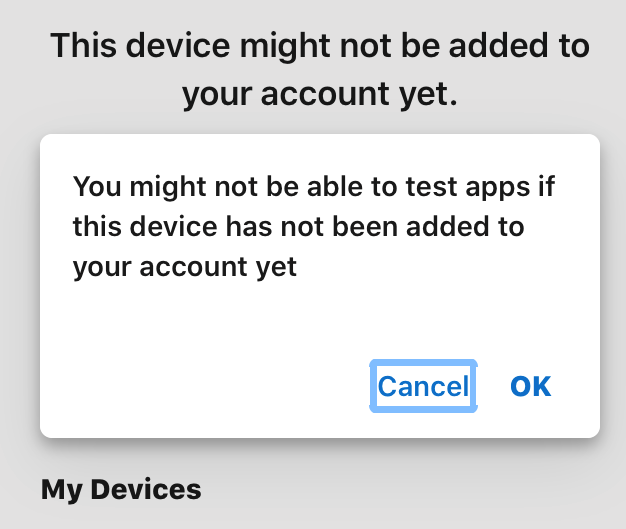 This device might not be added to
your account yet.
You might not be able to test apps if
this device has not been added to
your account yet
Cancel OK
My Devices